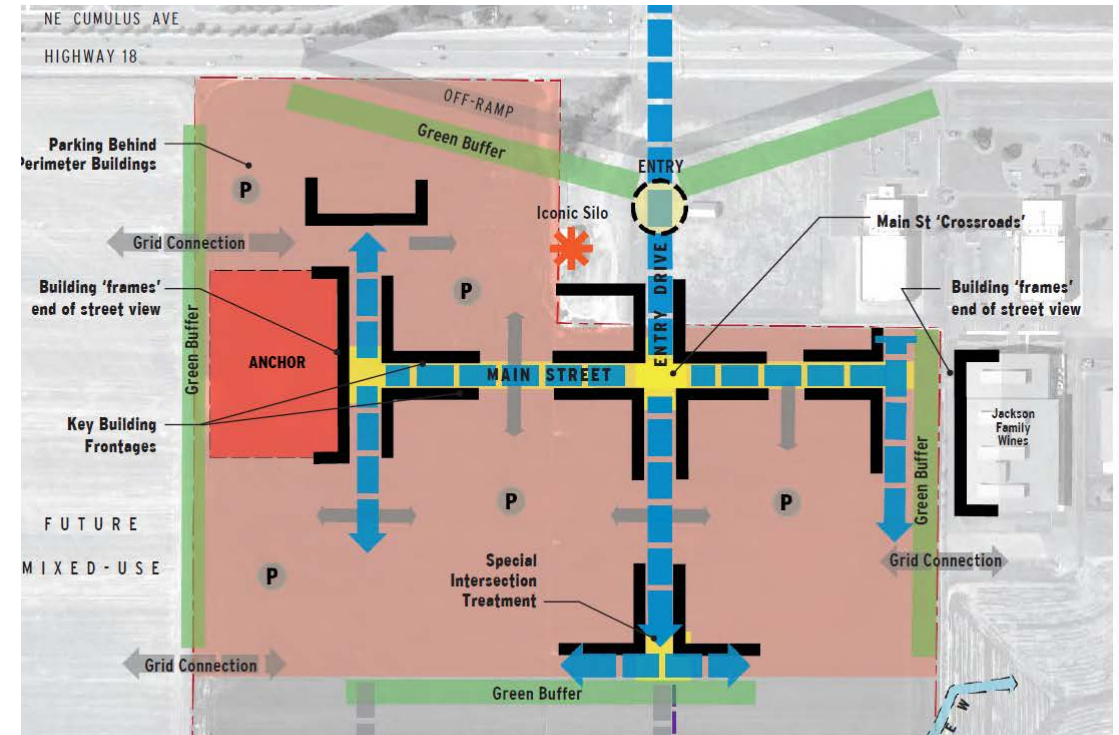 NE CUMULUS AVE
HIGHWAY 18
OFF-RAMP
Green Buffer
Parking Behind
Perimeter Buildings
P
ENTRY
Iconic Silo
Main St 'Crossroads'
Grid Connection
Building 'frames'
end of street view
P
ENTRY DRIVE
Building 'frames'
end of street view
Green Buffer
ANCHOR
MAIN STREET
Key Building
Frontages
Jackson
Family
Wines
Green Buffer
P
P
FUTURE
MIXED-USE
P
Special
Intersection
Treatment
Grid Connection
Grid Connection
Green Buffer
E W